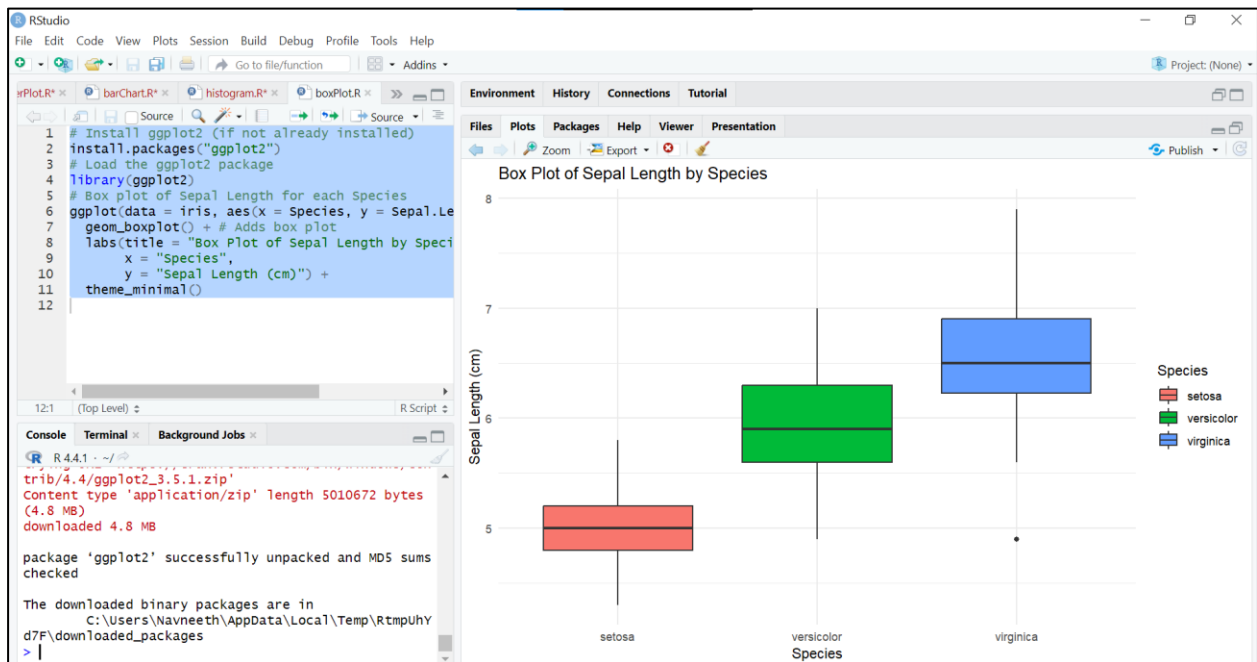 RStudio
File Edit Code View Plots Session Build Debug Profile Tools Help
Go to file/function Addins
Project: (None)
erPlot.R* barChart.R* histogram.R* boxPlot.R
Source Source
1 # Install ggplot2 (if not already installed)
2 install.packages("ggplot2")
3 # Load the ggplot2 package
4 library(ggplot2)
5 # Box plot of Sepal Length for each Species
6 ggplot(data = iris, aes(x = Species, y = Sepal.Le
7 geom_boxplot() + # Adds box plot
8 labs(title = "Box Plot of Sepal Length by Speci
9 x = "Species",
10 y = "Sepal Length (cm)") +
11 theme_minimal()
12
12:1 (Top Level) R Script
Console Terminal Background Jobs
R 4.4.1 · ~/
trib/4.4/ggplot2_3.5.1.zip'
Content type 'application/zip' length 5010672 bytes
(4.8 MB)
downloaded 4.8 MB
package ‘ggplot2’ successfully unpacked and MD5 sums
checked
The downloaded binary packages are in
C:\Users\Navneeth\AppData\Local\Temp\RtmpUhY
d7F\downloaded_packages
>
Environment History Connections Tutorial
Files Plots Packages Help Viewer Presentation
Zoom Export Publish
Box Plot of Sepal Length by Species
8
7
6
5
Sepal Length (cm)
setosa versicolor virginica
Species
Species
setosa
versicolor
virginica